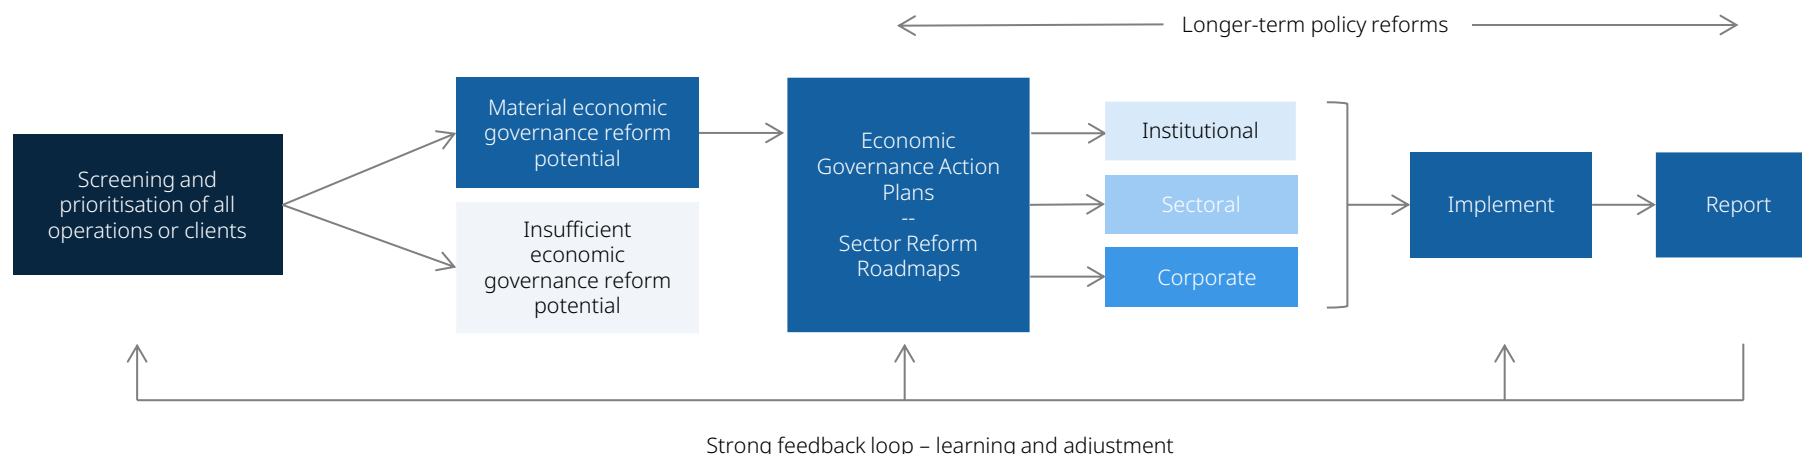 Longer-term policy reforms
Screening and
prioritisation of all
operations or clients
Material economic
governance reform
potential
Insufficient
economic
governance reform
potential
Economic
Governance Action
Plans
--
Sector Reform
Roadmaps
Institutional
Sectoral
Corporate
Implement
Report
Strong feedback loop – learning and adjustment